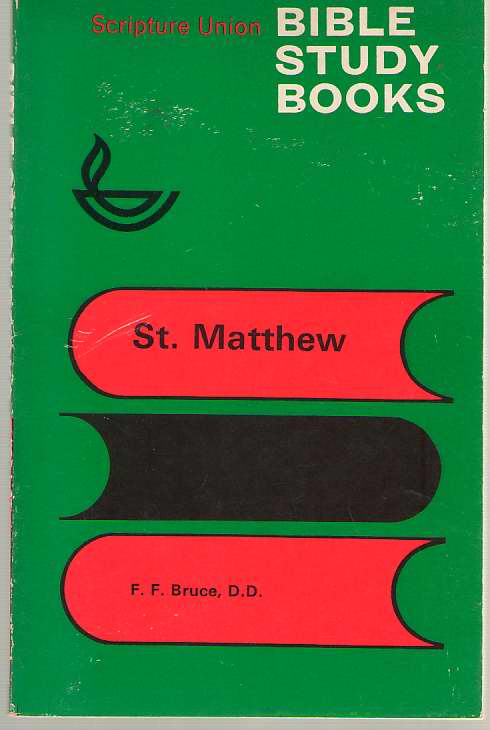 Scripture Union BIBLE
STUDY
BOOKS
St. Matthew
F. F. Bruce, D.D.